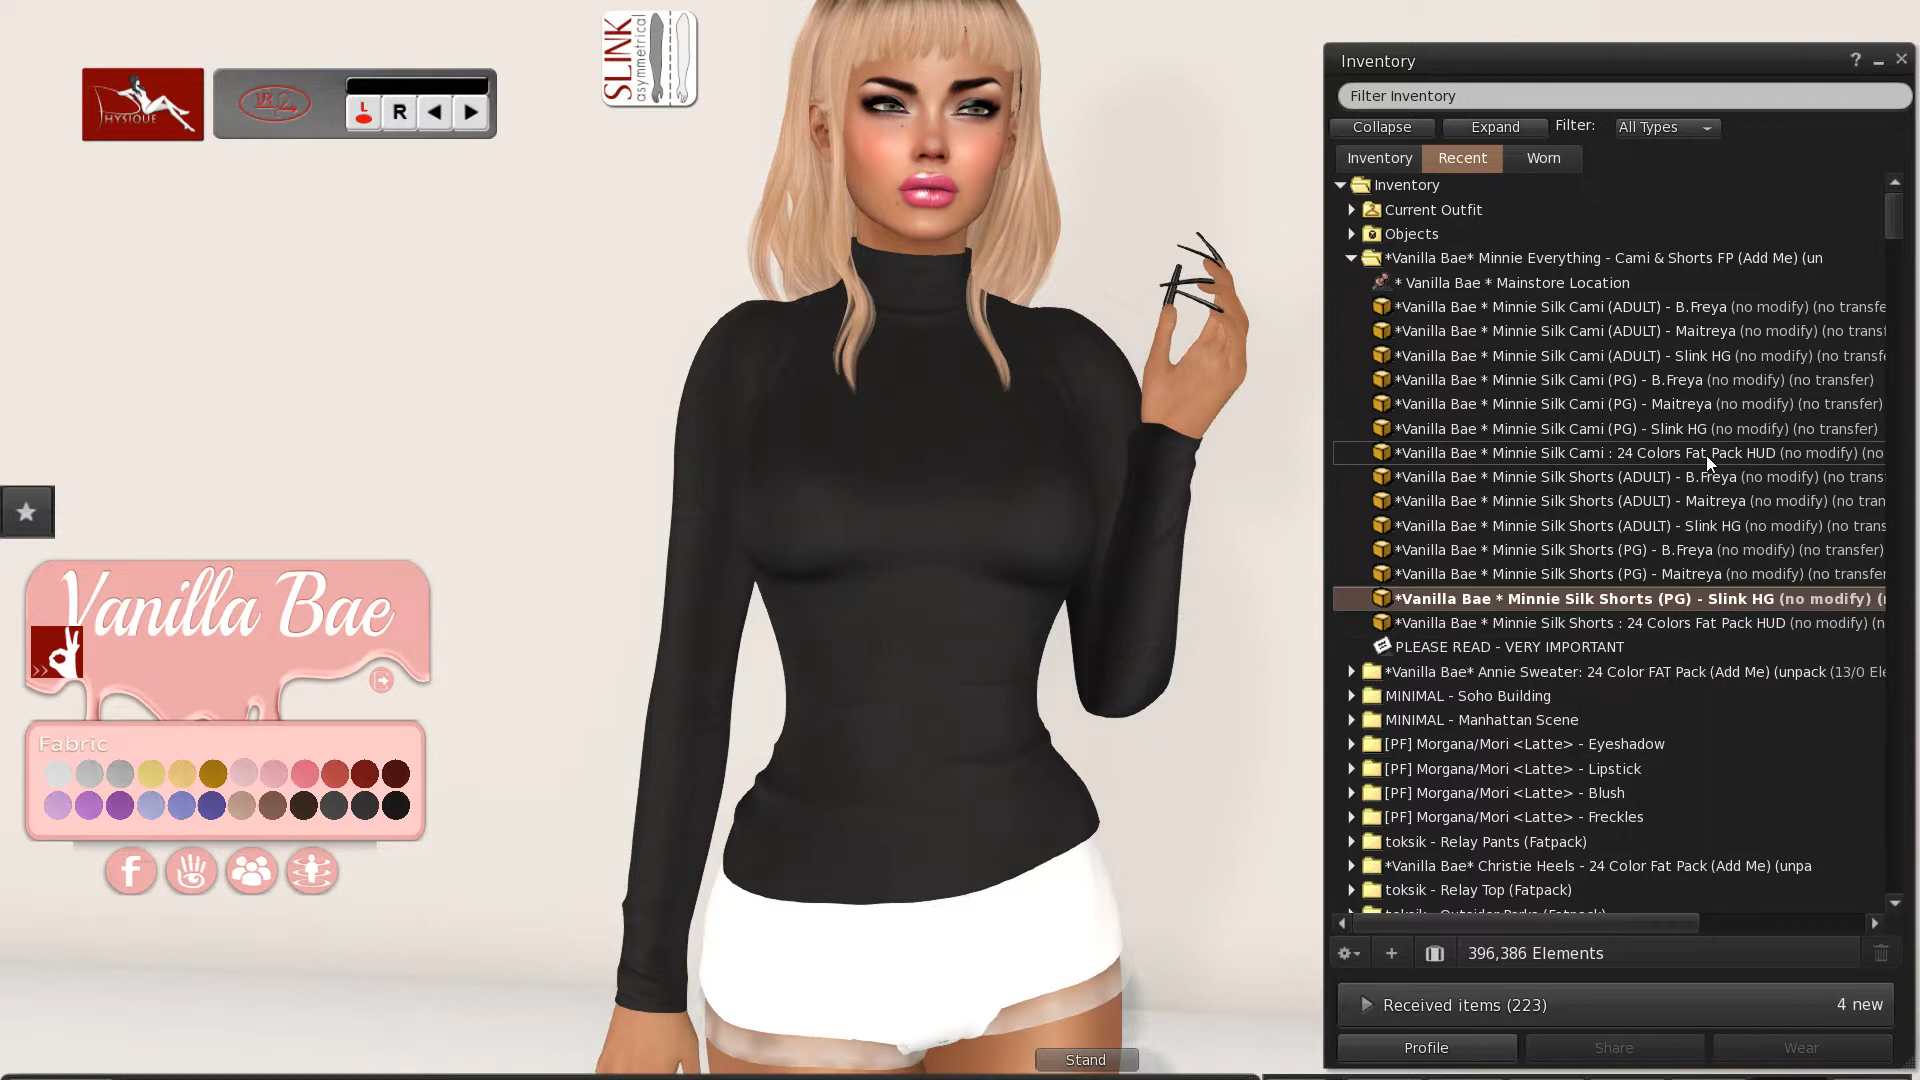 SLINK
asymmetrical
PHYSIQUE
L
R
Vanilla Bae
Fabric
Stand
Inventory
Filter Inventory
Collapse
Expand
Filter:
All Types
Inventory
Recent
Worn
Inventory
Current Outfit
Objects
*Vanilla Bae* Minnie Everything - Cami & Shorts FP (Add Me) (un
* Vanilla Bae * Mainstore Location
*Vanilla Bae * Minnie Silk Cami (ADULT) - B.Freya (no modify) (no transfe
*Vanilla Bae * Minnie Silk Cami (ADULT) - Maitreya (no modify) (no transf
*Vanilla Bae * Minnie Silk Cami (ADULT) - Slink HG (no modify) (no transfe
*Vanilla Bae * Minnie Silk Cami (PG) - B.Freya (no modify) (no transfer)
*Vanilla Bae * Minnie Silk Cami (PG) - Maitreya (no modify) (no transfer)
*Vanilla Bae * Minnie Silk Cami (PG) - Slink HG (no modify) (no transfer)
*Vanilla Bae * Minnie Silk Cami : 24 Colors Fat Pack HUD (no modify) (no
*Vanilla Bae * Minnie Silk Shorts (ADULT) - B.Freya (no modify) (no trans
*Vanilla Bae * Minnie Silk Shorts (ADULT) - Maitreya (no modify) (no tran
*Vanilla Bae * Minnie Silk Shorts (ADULT) - Slink HG (no modify) (no trans
*Vanilla Bae * Minnie Silk Shorts (PG) - B.Freya (no modify) (no transfer)
*Vanilla Bae * Minnie Silk Shorts (PG) - Maitreya (no modify) (no transfer
*Vanilla Bae * Minnie Silk Shorts (PG) - Slink HG (no modify) (
*Vanilla Bae * Minnie Silk Shorts : 24 Colors Fat Pack HUD (no modify) (n
PLEASE READ - VERY IMPORTANT
*Vanilla Bae* Annie Sweater: 24 Color FAT Pack (Add Me) (unpack (13/0 Ele
MINIMAL - Soho Building
MINIMAL - Manhattan Scene
[PF] Morgana/Mori <Latte> - Eyeshadow
[PF] Morgana/Mori <Latte> - Lipstick
[PF] Morgana/Mori <Latte> - Blush
[PF] Morgana/Mori <Latte> - Freckles
toksik - Relay Pants (Fatpack)
*Vanilla Bae* Christie Heels - 24 Color Fat Pack (Add Me) (unpa
toksik - Relay Top (Fatpack)
396,386 Elements
Received items (223)
4 new
Profile
Share
Wear